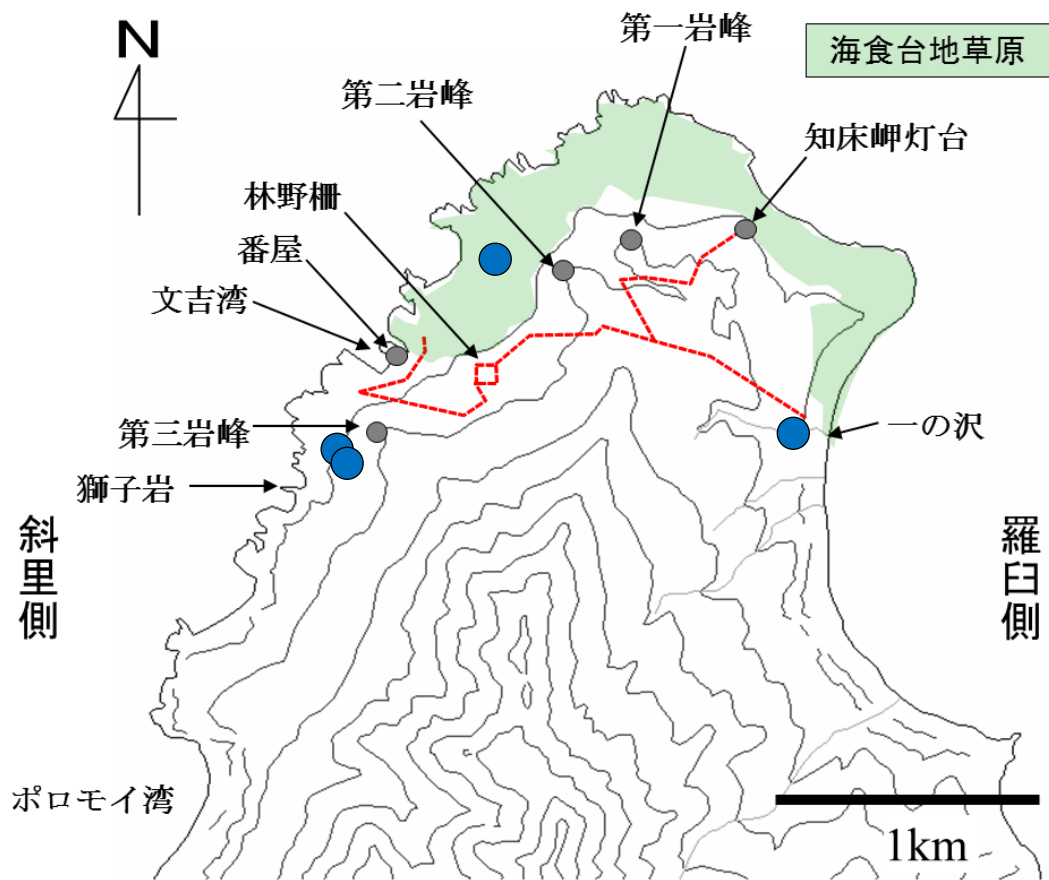 N
第一岩峰
海食台地草原
第二岩峰
知床岬灯台
林野柵
番屋
文吉湾
第三岩峰
一の沢
獅子岩
斜里側
羅臼側
ポロモイ湾
1km